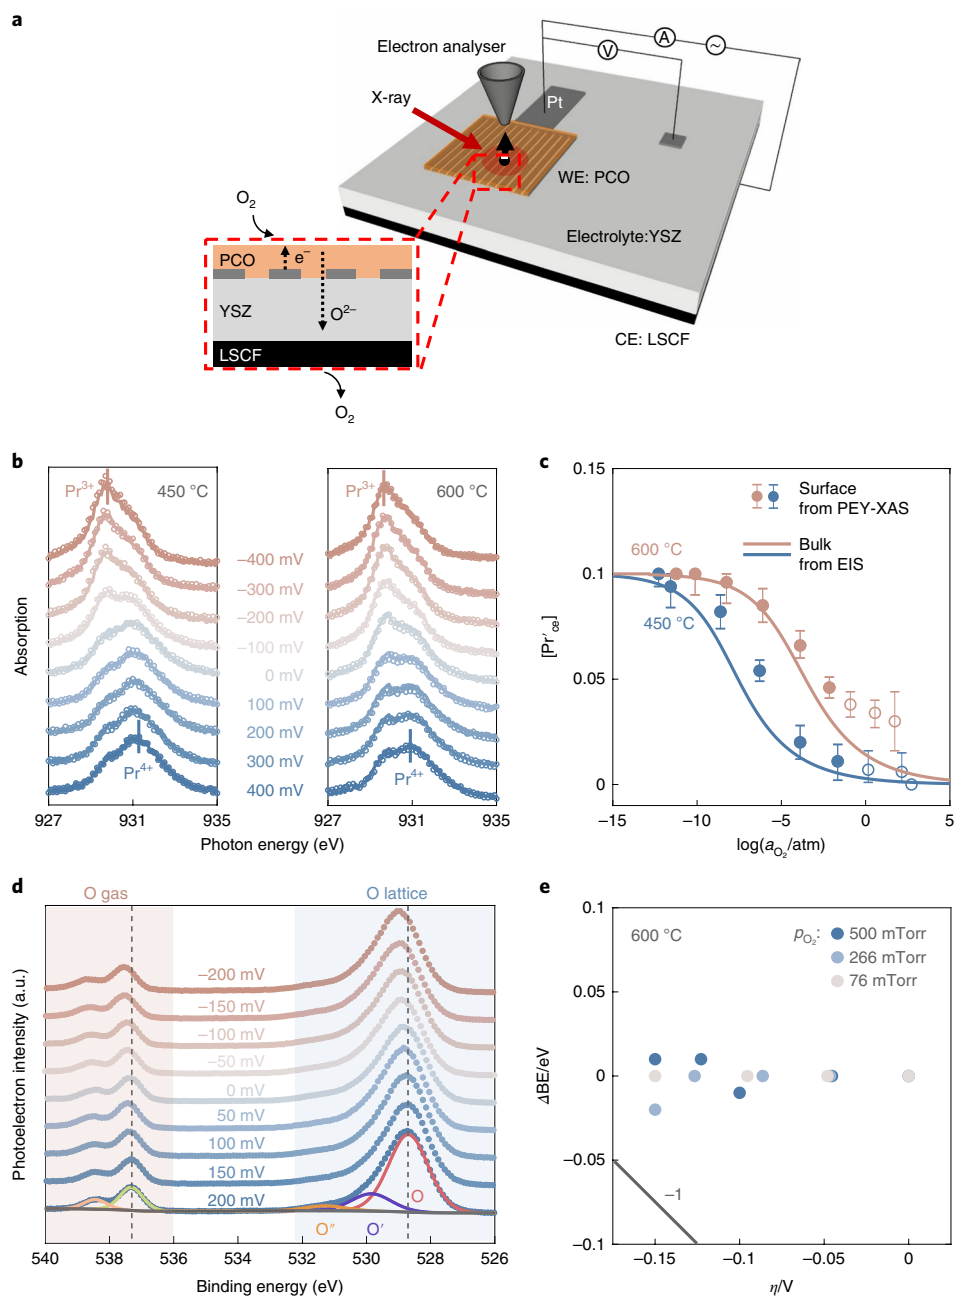 a
Electron analyser
A
V
~
X-ray
Pt
WE: PCO
O₂
Electrolyte:YSZ
PCO
e⁻
YSZ
O²⁻
LSCF
CE: LSCF
O₂
b
Absorption
Pr³⁺
450 °C
Pr³⁺
600 °C
−400 mV
−300 mV
−200 mV
−100 mV
0 mV
100 mV
200 mV
300 mV
400 mV
Pr⁴⁺
Pr⁴⁺
927 931 935
927 931 935
Photon energy (eV)
c
[Pr′ce]
0.10
0.1
0.05
0
Surface
from PEY-XAS
Bulk
from EIS
600 °C
450 °C
−15 −10 −5 0 5
log(aO₂/atm)
d
O gas
O lattice
Photoelectron intensity (a.u.)
−200 mV
−150 mV
−100 mV
−50 mV
0 mV
50 mV
100 mV
150 mV
200 mV
O
O″
O′
540 538 536 534 532 530 528 526
Binding energy (eV)
e
ΔBE/eV
0.1
0.05
0
−0.05
−0.1
600 °C
pO₂:
500 mTorr
266 mTorr
76 mTorr
−1
−0.15 −0.1 −0.05 0
η/V